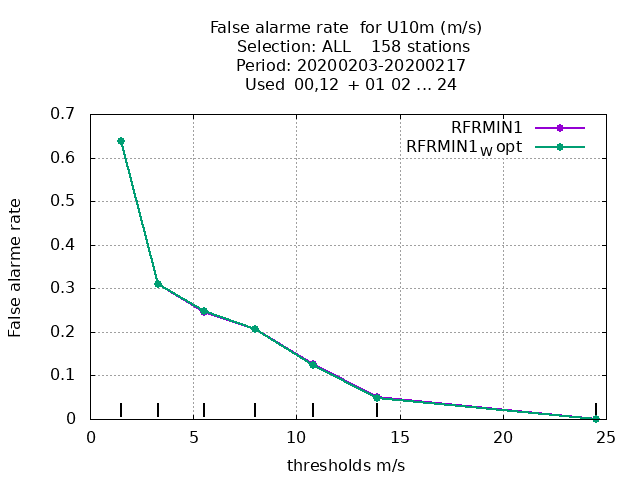 False alarme rate  for U10m (m/s)
Selection: ALL    158 stations
Period: 20200203-20200217
Used  00,12  + 01 02 ... 24
0.7
0.6
0.5
0.4
0.3
0.2
0.1
0
False alarme rate
RFRMIN1
RFRMIN1W opt
0 5 10 15 20 25
thresholds m/s